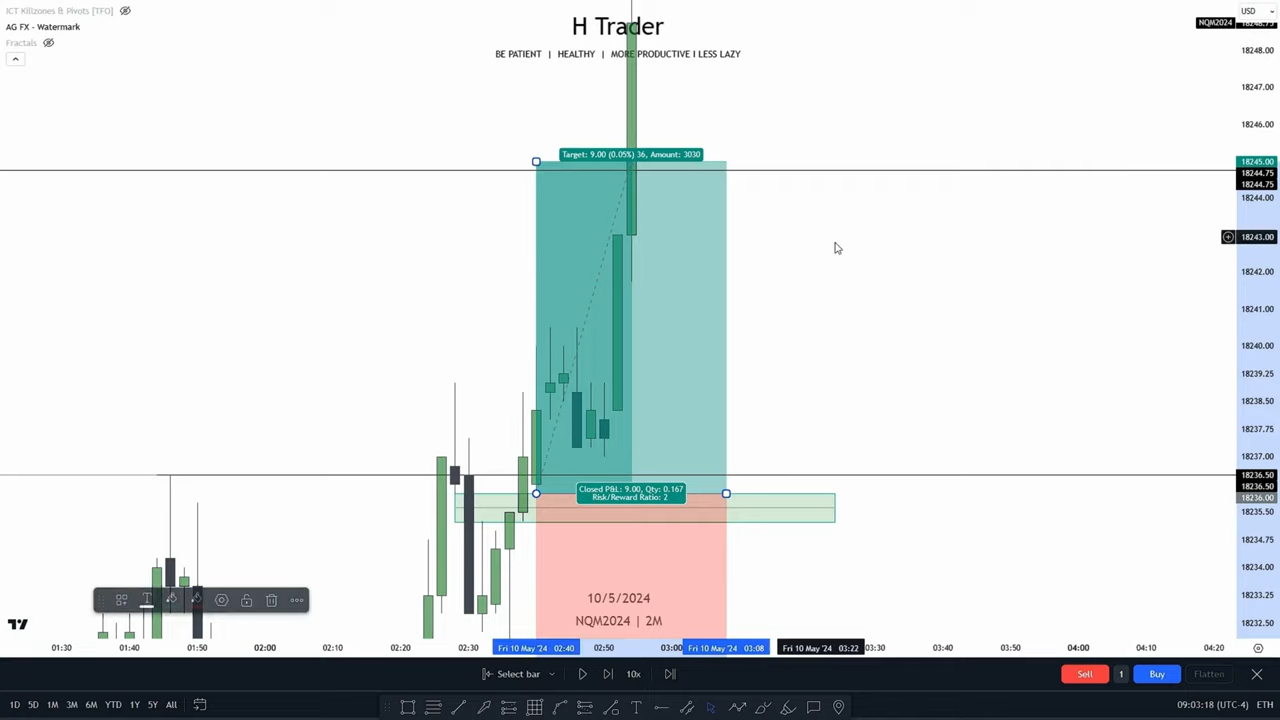 ICT Killzones & Pivots [TFO]
AG FX - Watermark
Fractals
H Trader
BE PATIENT | HEALTHY | MORE PRODUCTIVE I LESS LAZY
USD
NQM2024
18248.00
18247.00
18246.00
Target: 9.00 (0.05%) 36, Amount: 3030
18245.00
18244.75
18244.75
18244.00
18243.00
18242.00
18241.00
18240.00
18239.25
18238.50
18237.75
18237.00
18236.50
18236.50
18236.00
Closed P&L: 9.00, Qty: 0.167
Risk/Reward Ratio: 2
18235.50
18234.75
18234.00
18233.25
18232.50
10/5/2024
NQM2024 | 2M
01:30 01:50 02:00 02:10 02:30 Fri 10 May '24 02:40 02:50 03:00 Fri 10 May '24 03:08 Fri 10 May '24 03:22 03:30 03:50 04:00 04:10 04:20
Select bar 10x Sell 1 Buy Flatten
1D 5D 1M 3M 6M YTD 1Y 5Y All 09:03:18 (UTC-4) ETH